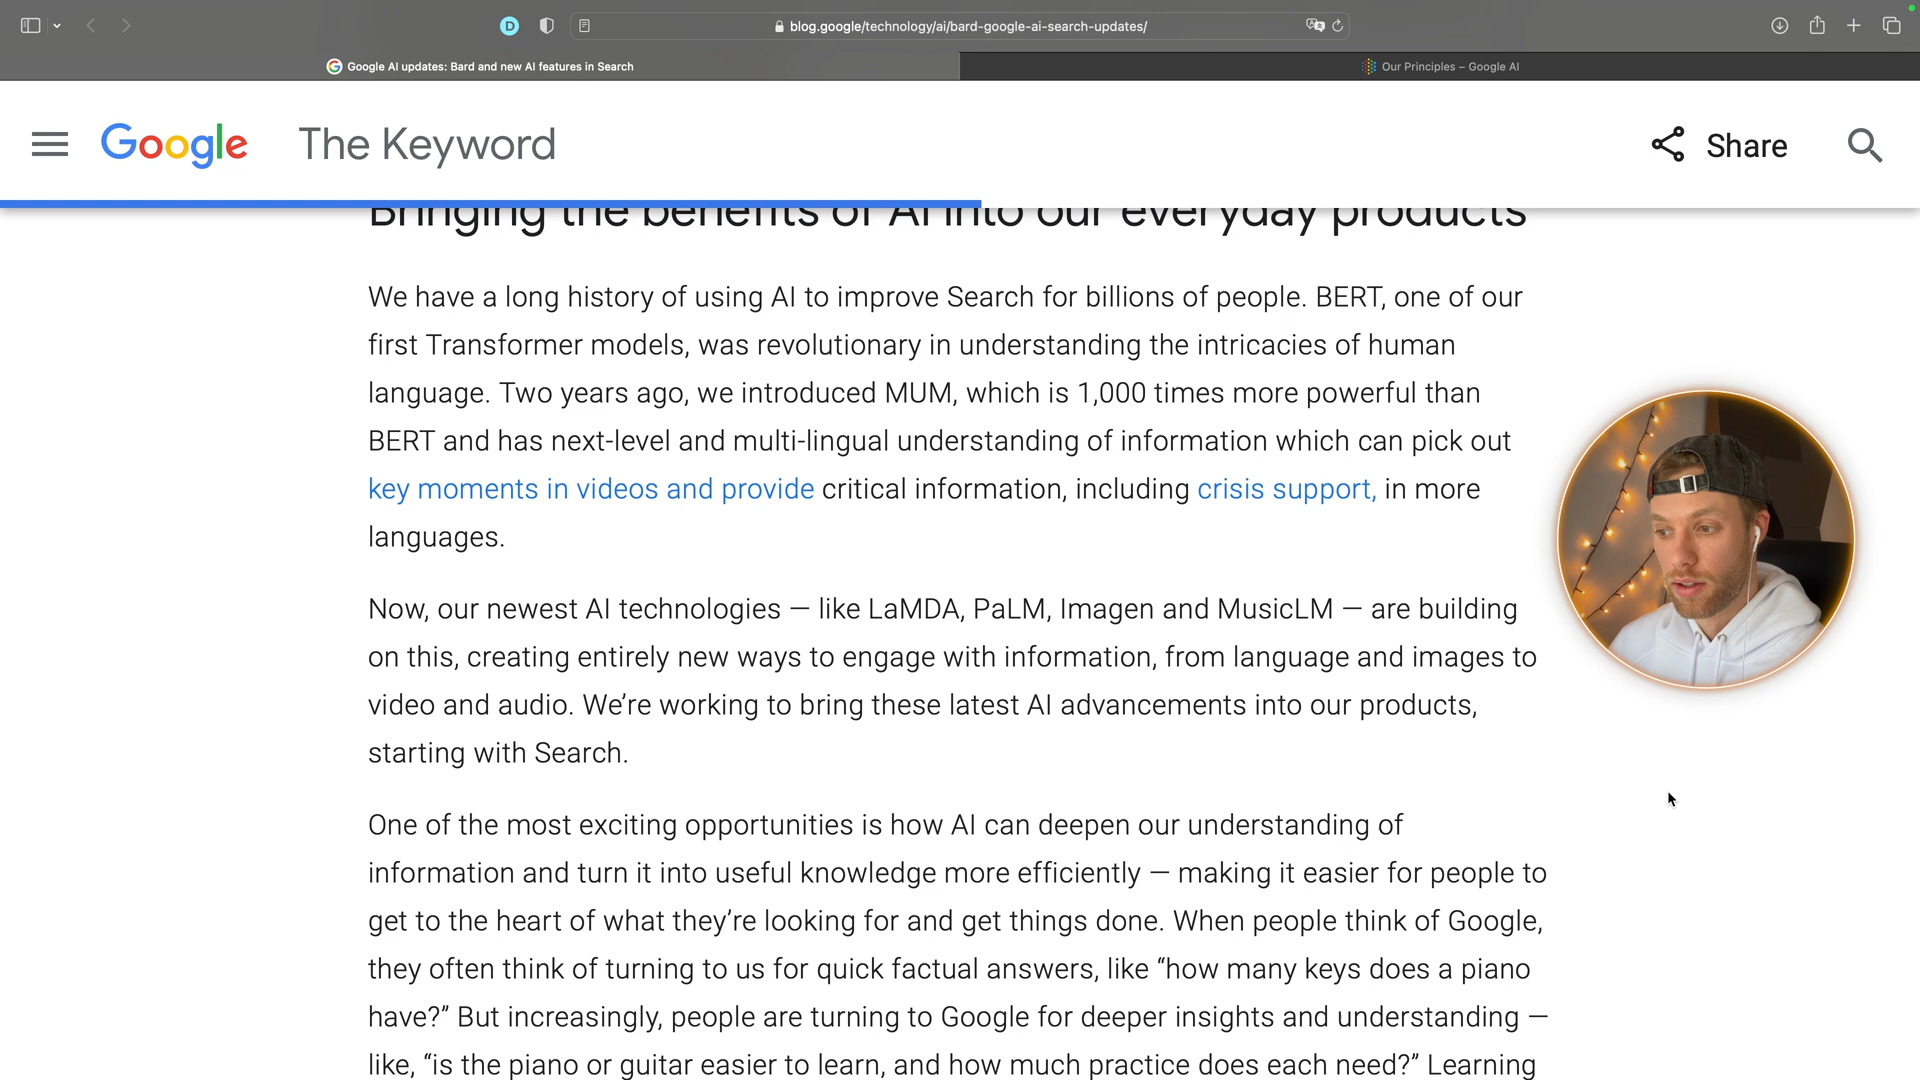 D
blog.google/technology/ai/bard-google-ai-search-updates/
Google AI updates: Bard and new AI features in Search
Our Principles – Google AI
Google The Keyword
Share
Bringing the benefits of AI into our everyday products
We have a long history of using AI to improve Search for billions of people. BERT, one of our
first Transformer models, was revolutionary in understanding the intricacies of human
language. Two years ago, we introduced MUM, which is 1,000 times more powerful than
BERT and has next-level and multi-lingual understanding of information which can pick out
key moments in videos and provide critical information, including crisis support, in more
languages.
Now, our newest AI technologies — like LaMDA, PaLM, Imagen and MusicLM — are building
on this, creating entirely new ways to engage with information, from language and images to
video and audio. We’re working to bring these latest AI advancements into our products,
starting with Search.
One of the most exciting opportunities is how AI can deepen our understanding of
information and turn it into useful knowledge more efficiently — making it easier for people to
get to the heart of what they’re looking for and get things done. When people think of Google,
they often think of turning to us for quick factual answers, like “how many keys does a piano
have?” But increasingly, people are turning to Google for deeper insights and understanding —
like, “is the piano or guitar easier to learn, and how much practice does each need?” Learning